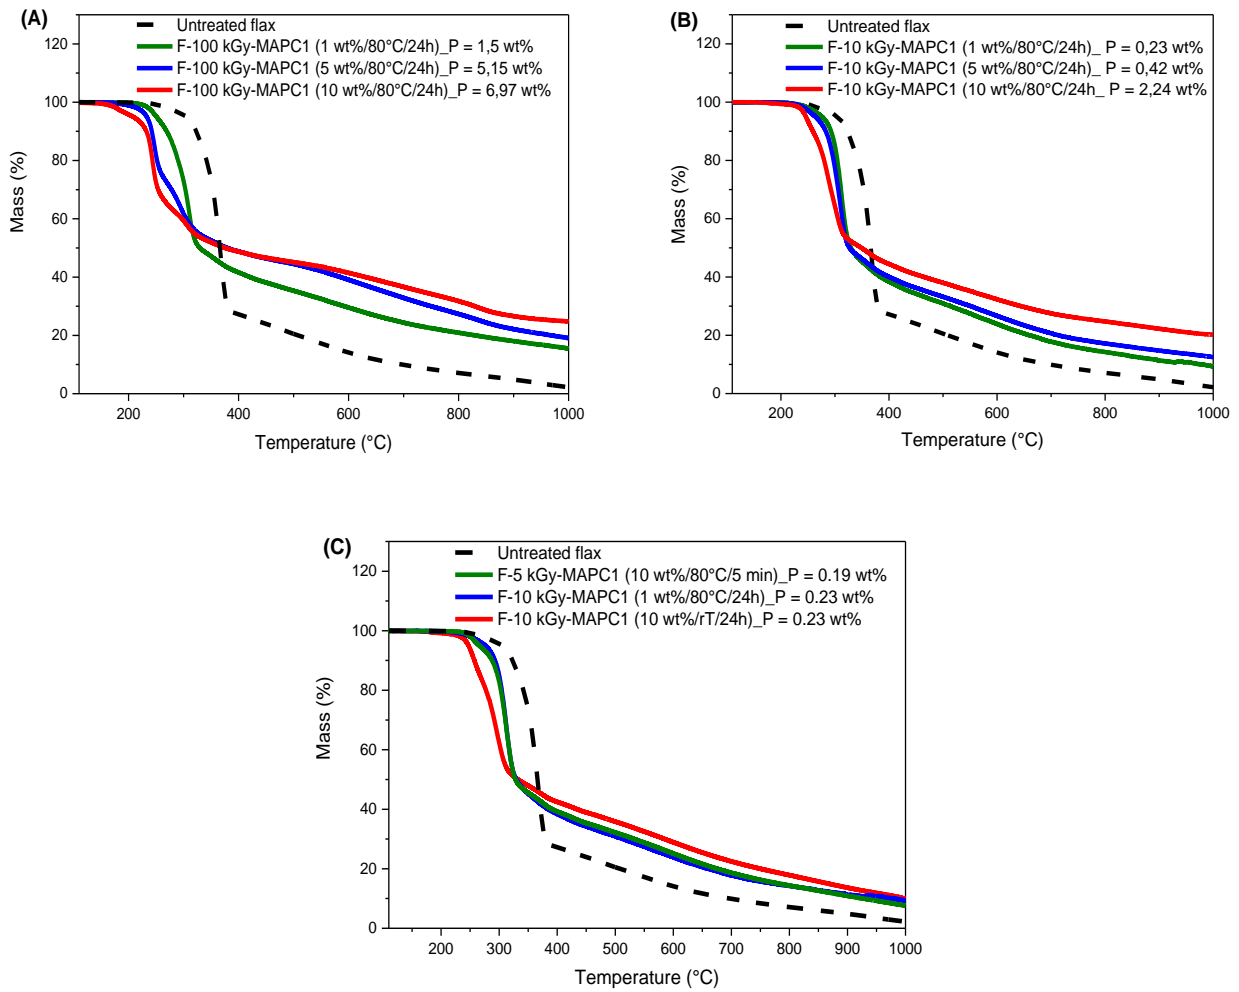 (A)
Untreated flax
F-100 kGy-MAPC1 (1 wt%/80°C/24h)_P = 1,5 wt%
F-100 kGy-MAPC1 (5 wt%/80°C/24h)_P = 5,15 wt%
F-100 kGy-MAPC1 (10 wt%/80°C/24h)_P = 6,97 wt%
120
100
80
60
40
20
0
Mass (%)
200 400 600 800 1000
Temperature (°C)
(B)
Untreated flax
F-10 kGy-MAPC1 (1 wt%/80°C/24h)_P = 0,23 wt%
F-10 kGy-MAPC1 (5 wt%/80°C/24h)_ P = 0,42 wt%
F-10 kGy-MAPC1 (10 wt%/80°C/24h)_ P = 2,24 wt%
120
100
80
60
40
20
0
Mass (%)
200 400 600 800 1000
Temperature (°C)
(C)
Untreated flax
F-5 kGy-MAPC1 (10 wt%/80°C/5 min)_P = 0.19 wt%
F-10 kGy-MAPC1 (1 wt%/80°C/24h)_P = 0.23 wt%
F-10 kGy-MAPC1 (10 wt%/rT/24h)_P = 0.23 wt%
120
100
80
60
40
20
0
Mass (%)
200 300 400 500 600 700 800 900 1000
Temperature (°C)